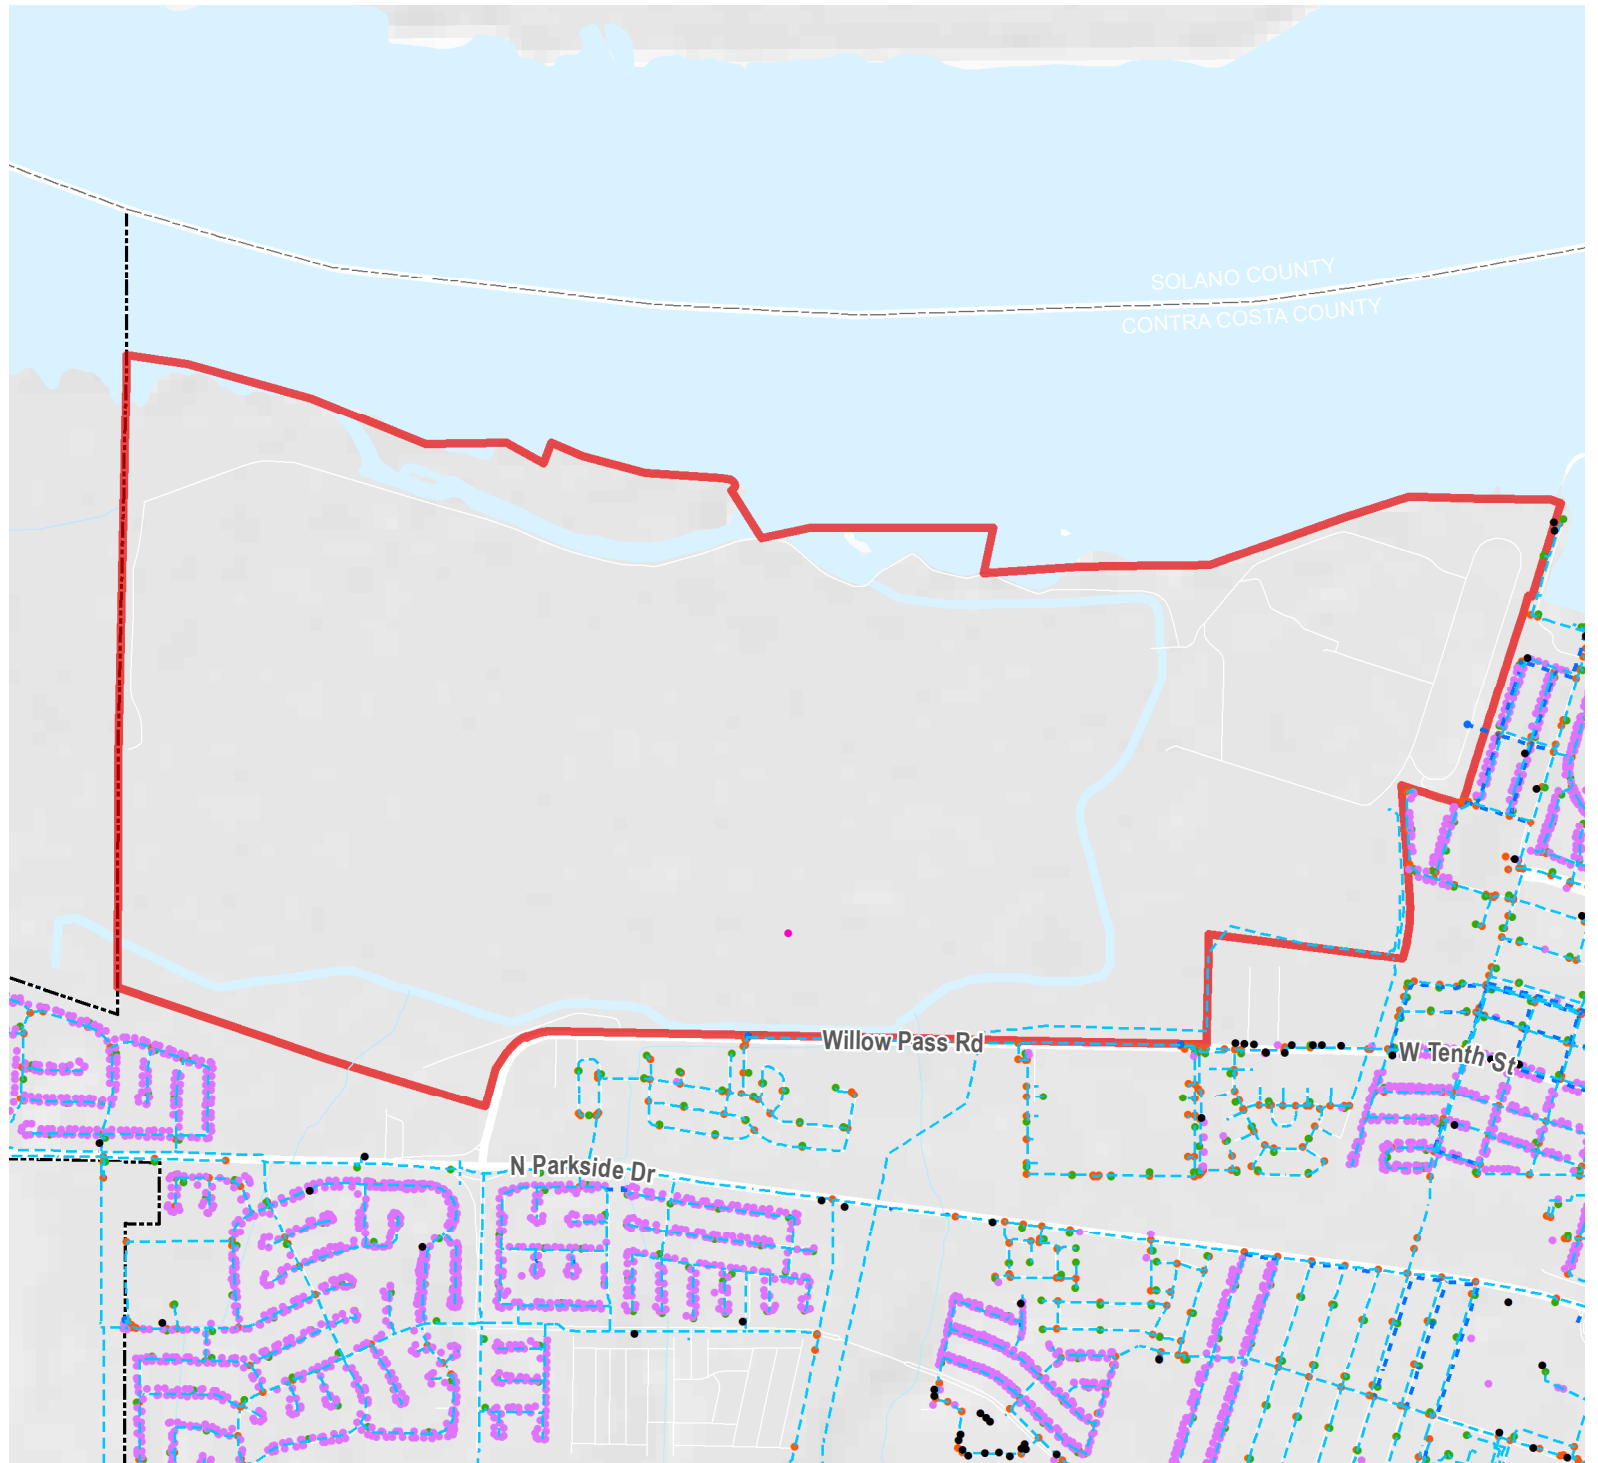 SOLANO COUNTY
CONTRA COSTA COUNTY
Willow Pass Rd
W Tenth St
N Parkside Dr